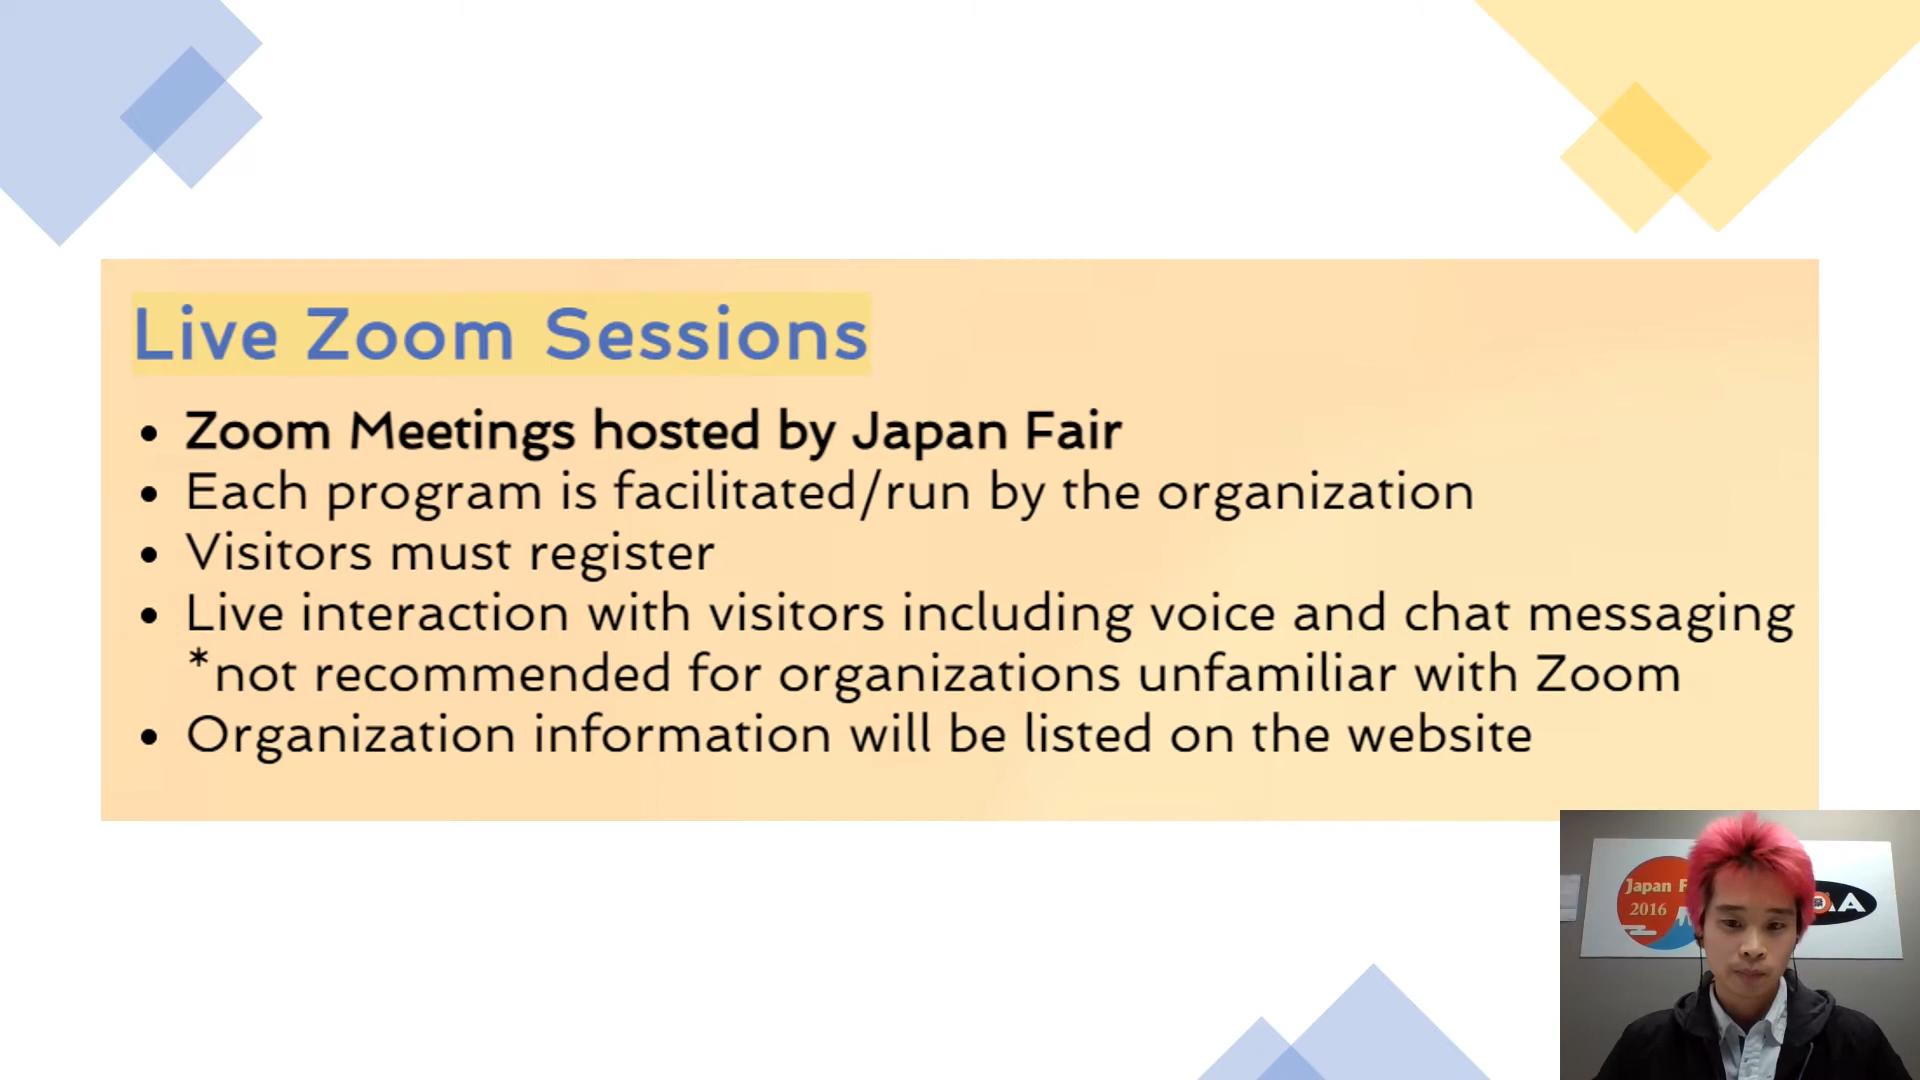 Live Zoom Sessions
• Zoom Meetings hosted by Japan Fair
• Each program is facilitated/run by the organization
• Visitors must register
• Live interaction with visitors including voice and chat messaging
*not recommended for organizations unfamiliar with Zoom
• Organization information will be listed on the website
Japan F
2016
A